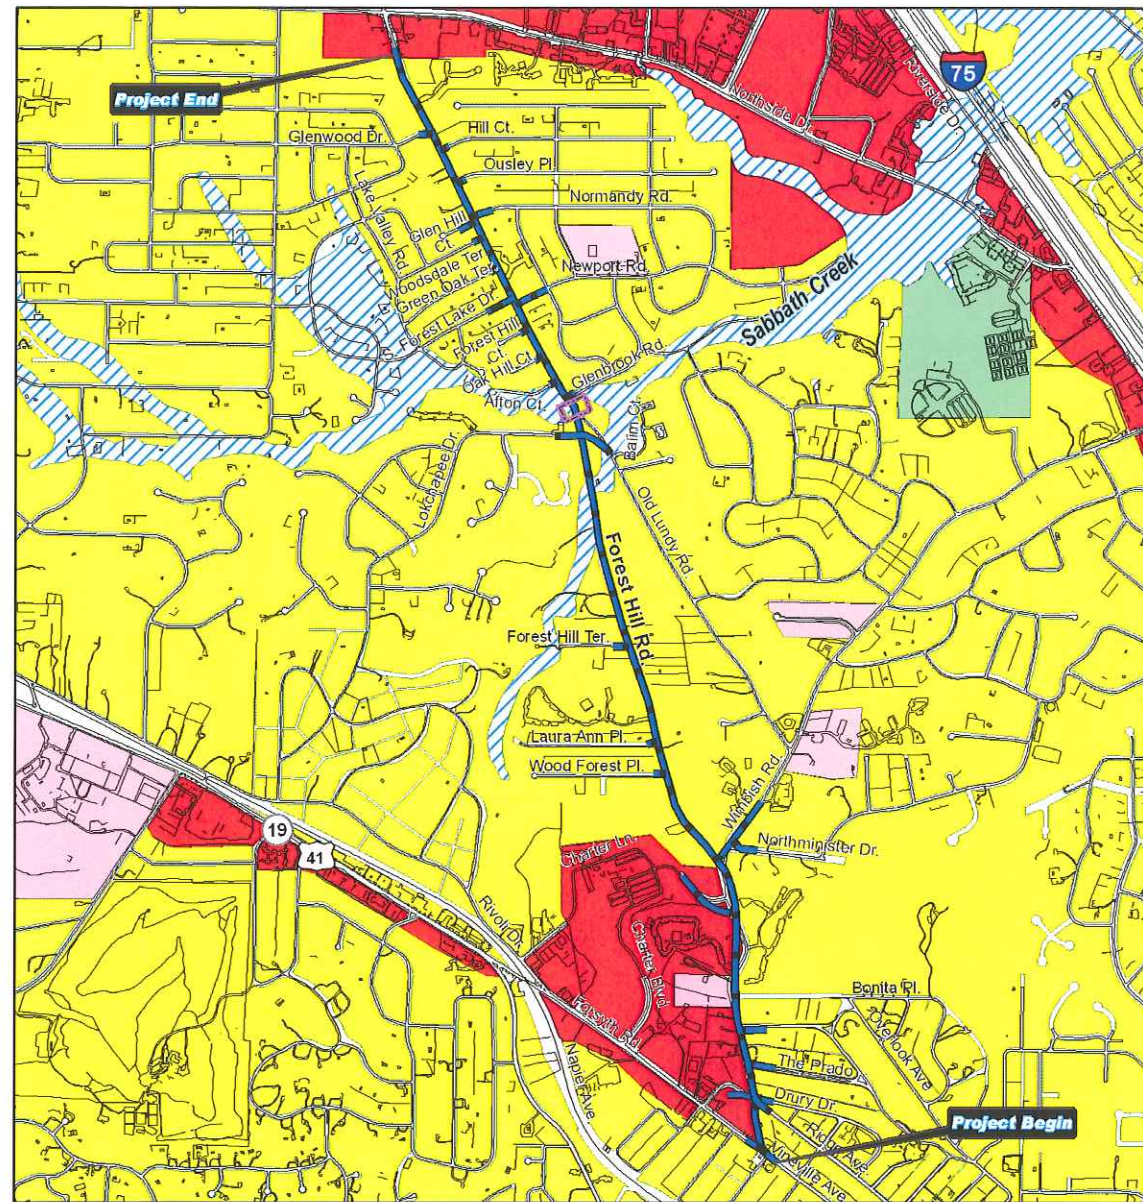 75
Riverside Dr.
Northside Dr.
Project End
Glenwood Dr.
Hill Ct.
Ousley Pl
Lake Valley Rd.
Normandy Rd.
Glen Hill
Ct.
Woodsdale Ter.
Green Oak Ter.
Newport Rd.
Forest Lake Dr.
Forest Hill
Ct.
Oak Hill Ct.
Sabbath Creek
Glenbrook Rd.
Afton Ct.
Lokchapee Dr.
Old Lundy Rd.
Forest Hill Rd.
Forest Hill Ter.
Laura Ann Pl.
Wood Forest Pl.
Wimbish Rd.
Northminister Dr.
19
41
Charter Ln.
Rivoli Dr.
Charter Blvd.
Forsyth Rd.
Napier Ave
Bonita Pl.
Overlook Ave
The Prado
Drury Dr.
Ridge Ave
Project Begin
Vineville Ave